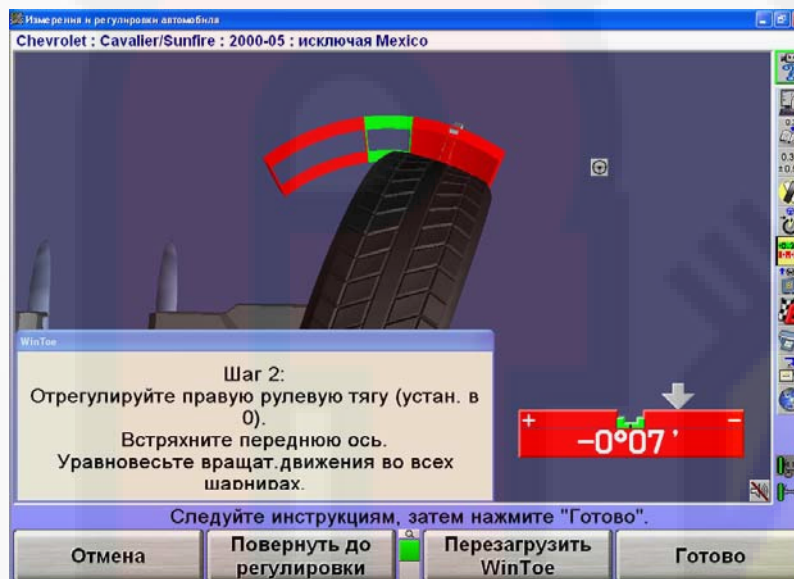 Измерения и регулировки автомобиля
Chevrolet : Cavalier/Sunfire : 2000-05 : исключая Mexico
WinToe
Шаг 2:
Отрегулируйте правую рулевую тягу (устан. в
0).
Встряхните переднюю ось.
Уравновесьте вращат.движения во всех
шарнирах.
+ −
−0°07'
Следуйте инструкциям, затем нажмите "Готово".
Отмена
Повернуть до
регулировки
Перезагрузить
WinToe
Готово